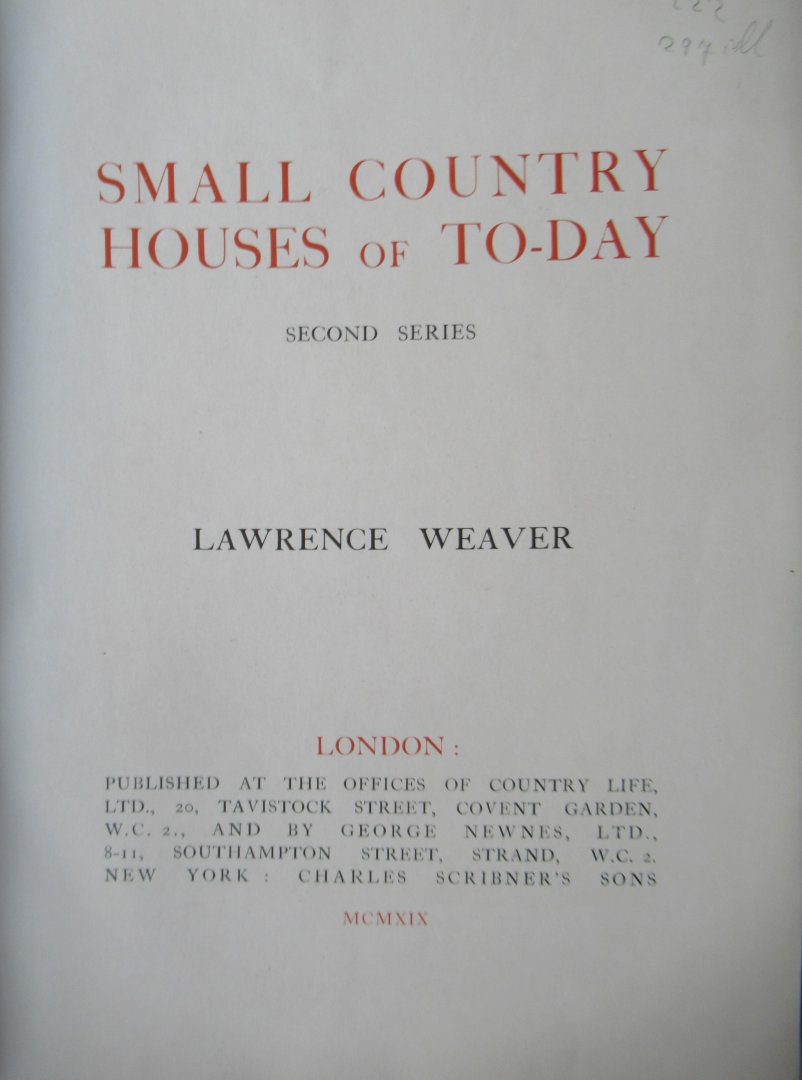 222
SMALL COUNTRY
HOUSES OF TO-DAY
SECOND SERIES
LAWRENCE WEAVER
LONDON :
PUBLISHED AT THE OFFICES OF COUNTRY LIFE,
LTD., 20, TAVISTOCK STREET, COVENT GARDEN,
W.C. 2., AND BY GEORGE NEWNES, LTD.,
8-11, SOUTHAMPTON STREET, STRAND, W.C. 2.
NEW YORK : CHARLES SCRIBNER'S SONS
MCMXIX